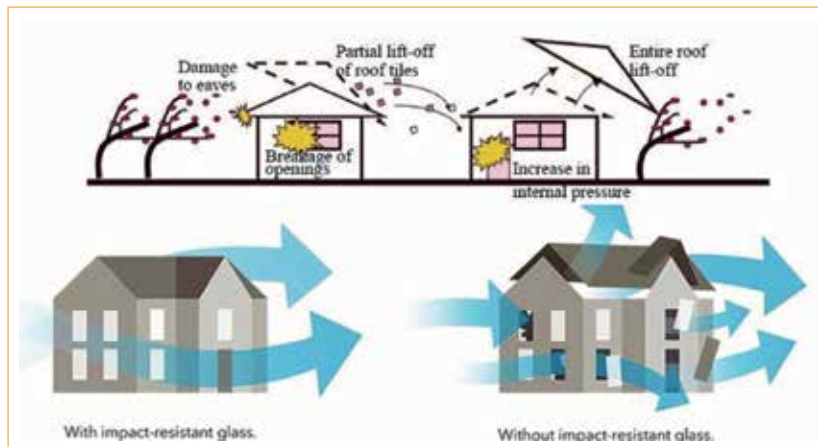 Damage
to eaves
Partial lift-off
of roof tiles
Entire roof
lift-off
Breakage of
openings
Increase in
internal pressure
With impact-resistant glass.
Without impact-resistant glass.